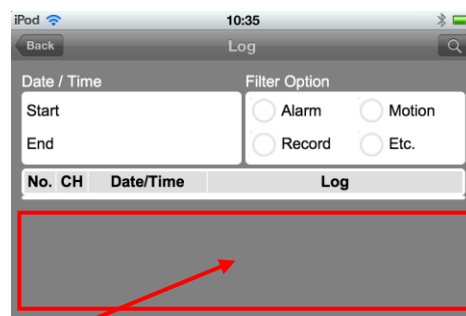 iPod 10:35
Back Log
Date / Time Filter Option
Start Alarm Motion
End Record Etc.
No. CH Date/Time Log